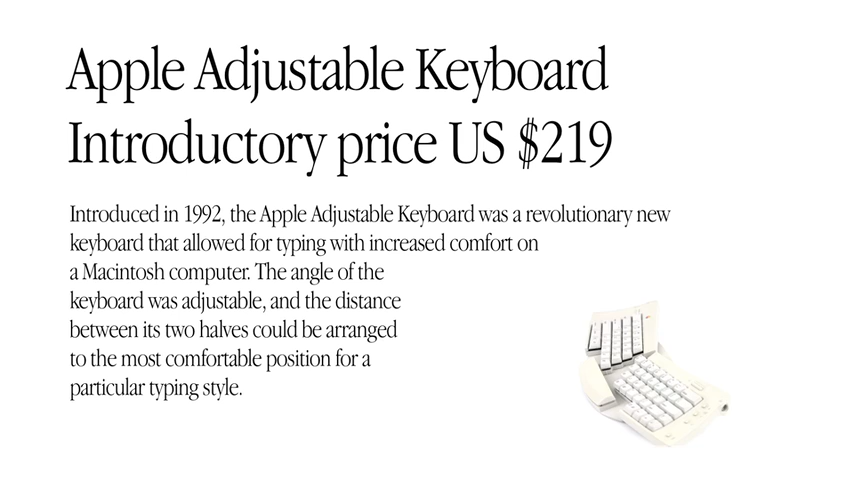 Apple Adjustable Keyboard
Introductory price US $219
Introduced in 1992, the Apple Adjustable Keyboard was a revolutionary new
keyboard that allowed for typing with increased comfort on
a Macintosh computer. The angle of the
keyboard was adjustable, and the distance
between its two halves could be arranged
to the most comfortable position for a
particular typing style.